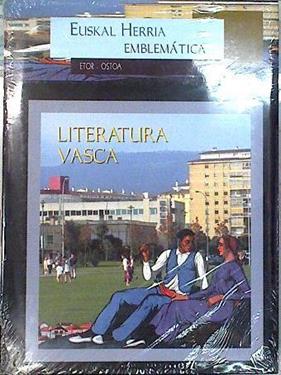 EUSKAL HERRIA
EMBLEMÁTICA
ETOR OSTOA
LITERATURA
VASCA